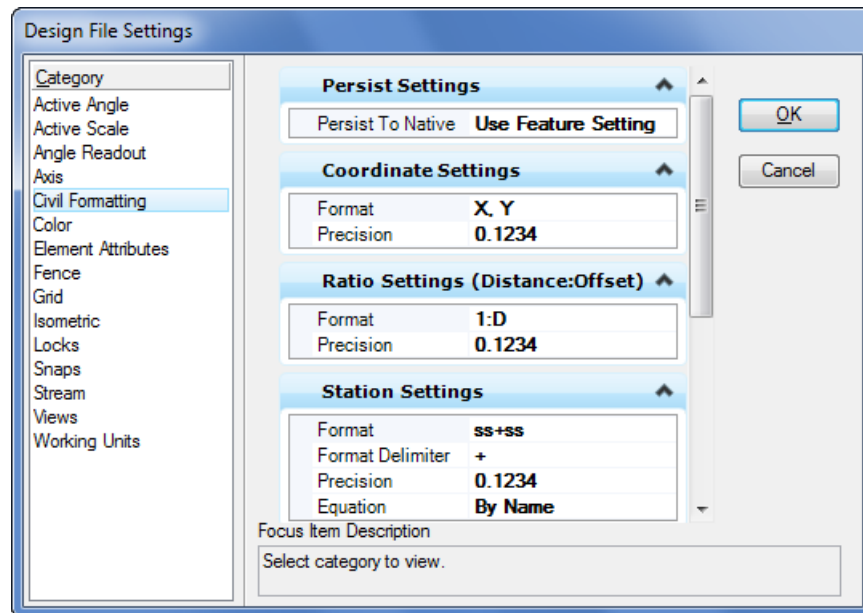 Design File Settings
Category
Active Angle
Active Scale
Angle Readout
Axis
Civil Formatting
Color
Element Attributes
Fence
Grid
Isometric
Locks
Snaps
Stream
Views
Working Units
Persist Settings
Persist To Native Use Feature Setting
Coordinate Settings
Format X, Y
Precision 0.1234
Ratio Settings (Distance:Offset)
Format 1:D
Precision 0.1234
Station Settings
Format ss+ss
Format Delimiter +
Precision 0.1234
Equation By Name
Focus Item Description
Select category to view.
OK
Cancel